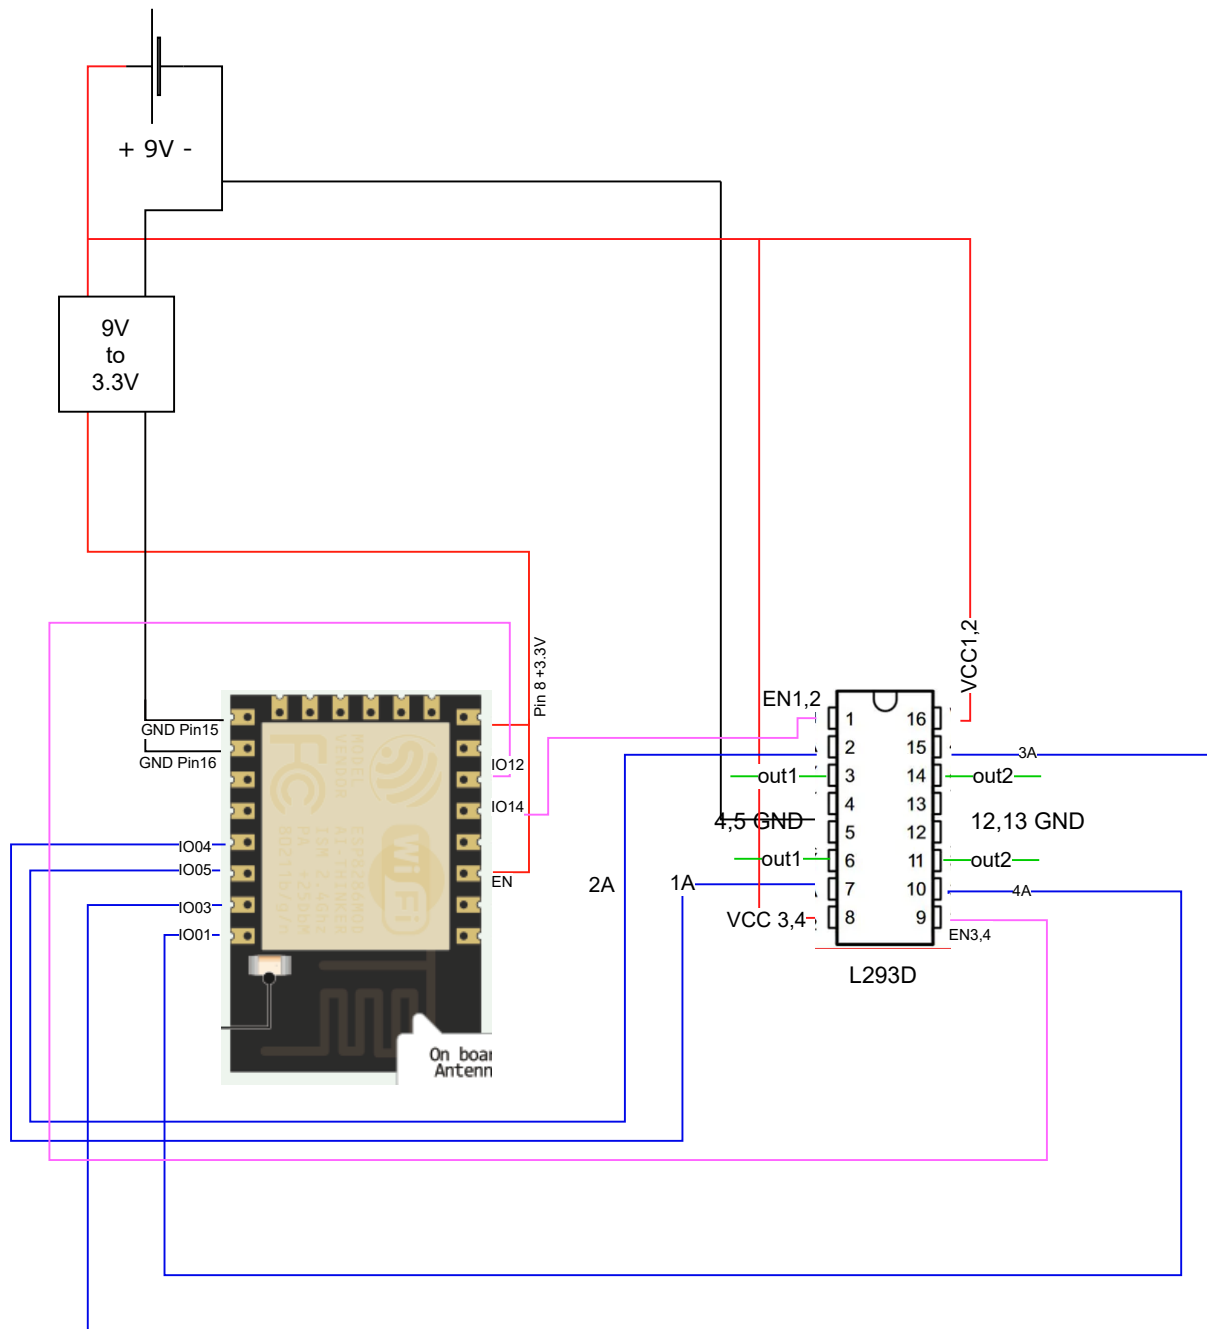 + 9V -
9V
to
3.3V
Pin 8 +3.3V
VCC1,2
GND Pin15
GND Pin16
IO12
IO14
IO04
IO05
IO03
IO01
EN
MODEL
VENDOR
WiFi
On boar
Antenn
EN1,2
1
16
2
15
3A
out1
3
14
out2
4
13
4,5 GND
12,13 GND
5
12
out1
6
11
out2
2A
1A
7
10
4A
VCC 3,4
8
9
EN3,4
L293D